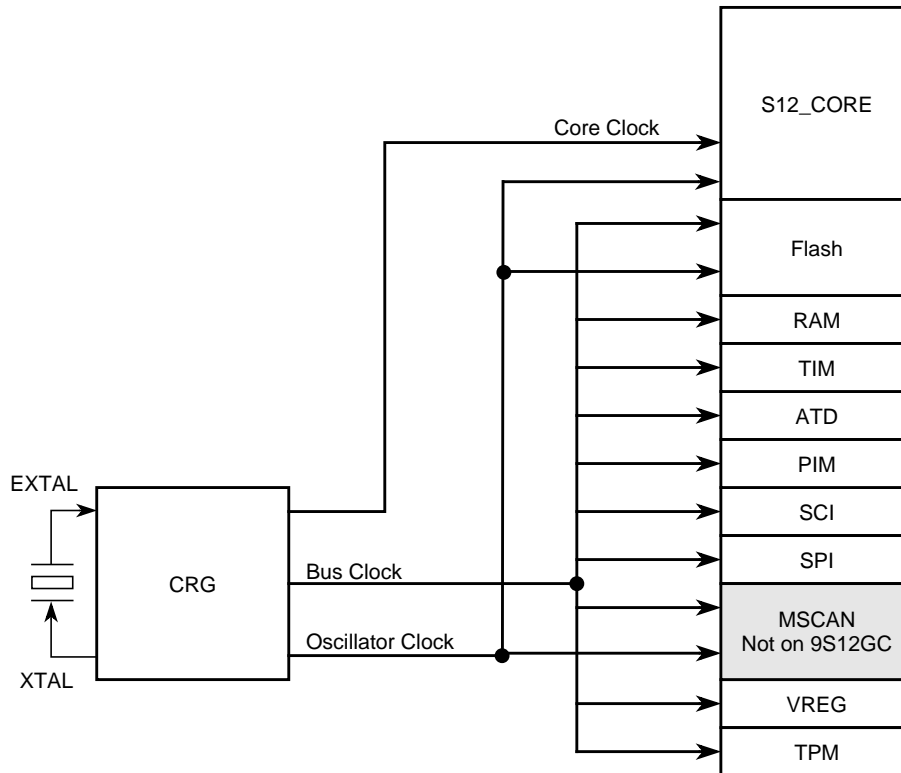 S12_CORE
Core Clock
Flash
RAM
TIM
ATD
PIM
EXTAL
SCI
SPI
Bus Clock
CRG
MSCAN
Not on 9S12GC
Oscillator Clock
XTAL
VREG
TPM